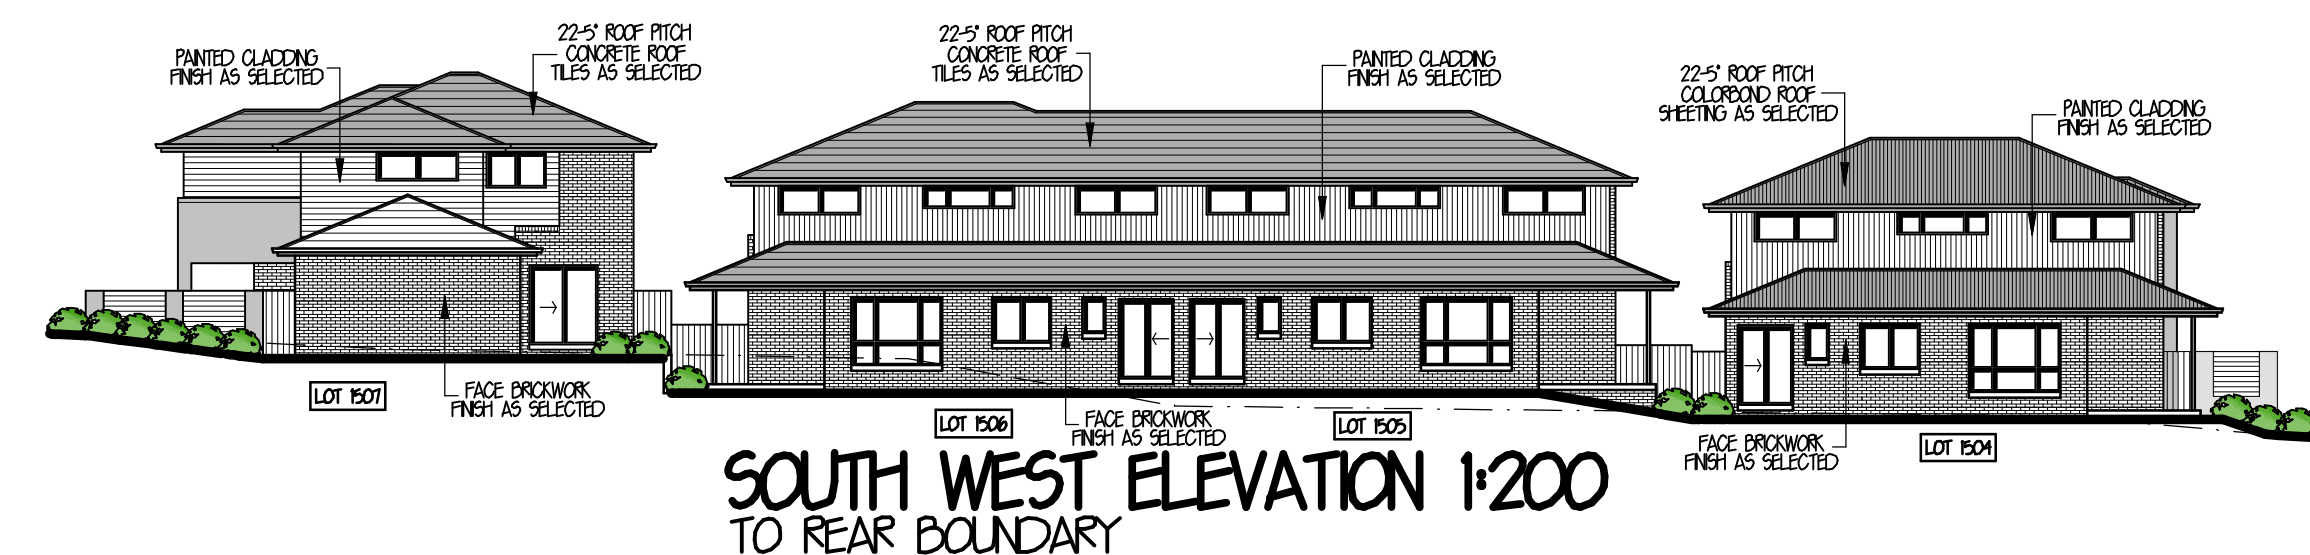 PAINTED CLADDING
FINISH AS SELECTED
22-5° ROOF PITCH
CONCRETE ROOF
TILES AS SELECTED
22-5° ROOF PITCH
CONCRETE ROOF
TILES AS SELECTED
PAINTED CLADDING
FINISH AS SELECTED
22-5° ROOF PITCH
COLORBOND ROOF
SHEETING AS SELECTED
PAINTED CLADDING
FINISH AS SELECTED
LOT 1507
FACE BRICKWORK
FINISH AS SELECTED
LOT 1506
FACE BRICKWORK
FINISH AS SELECTED
LOT 1505
FACE BRICKWORK
FINISH AS SELECTED
LOT 1504
SOUTH WEST ELEVATION 1:200
TO REAR BOUNDARY